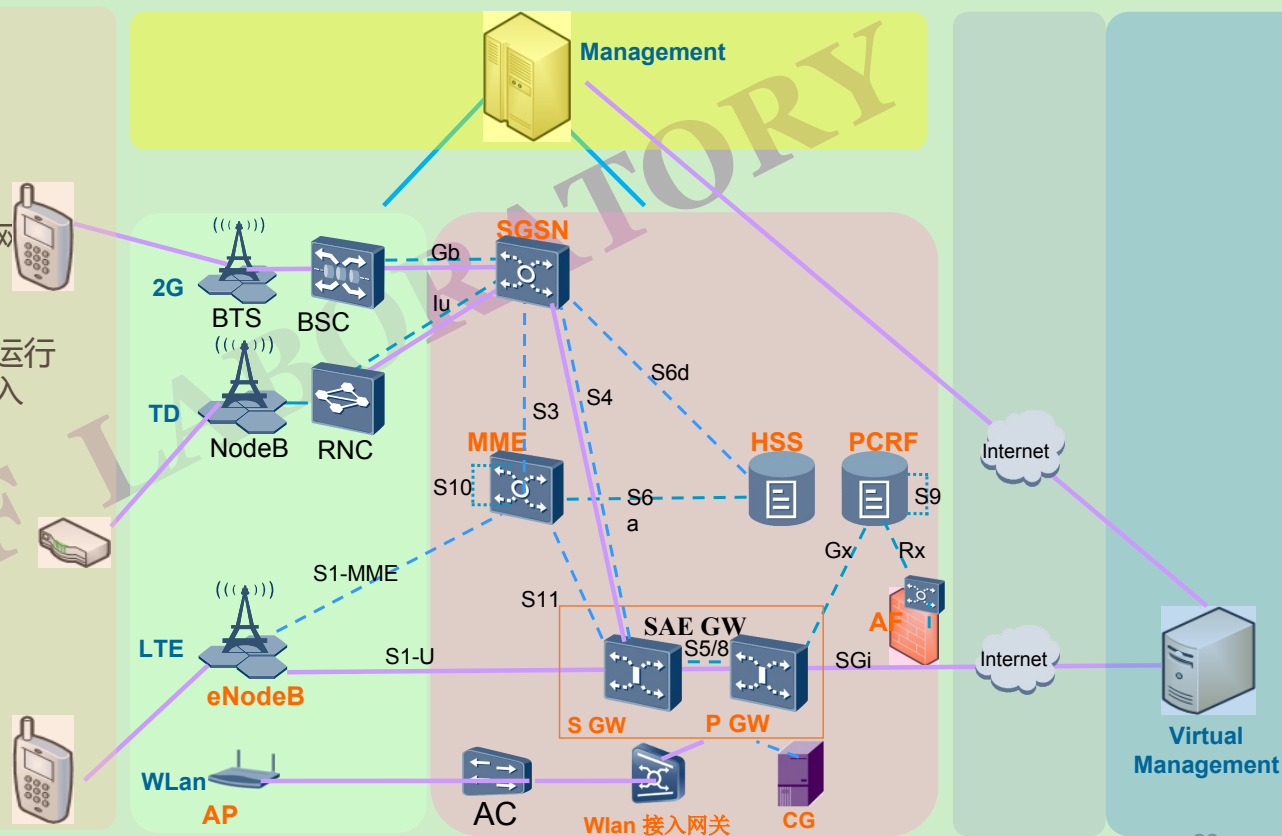 Management
网
运行
入
SGSN
Gb
2G
BTS
BSC
Iu
TD
NodeB
RNC
S6d
S4
S3
MME
HSS
PCRF
S10
S6
a
S9
Gx
Rx
S1-MME
S11
AF
SAE GW
LTE
S1-U
S5/8
SGi
Internet
Internet
eNodeB
S GW
P GW
Virtual
Management
WLan
AP
AC
Wlan 接入网关
CG
LABORATORY